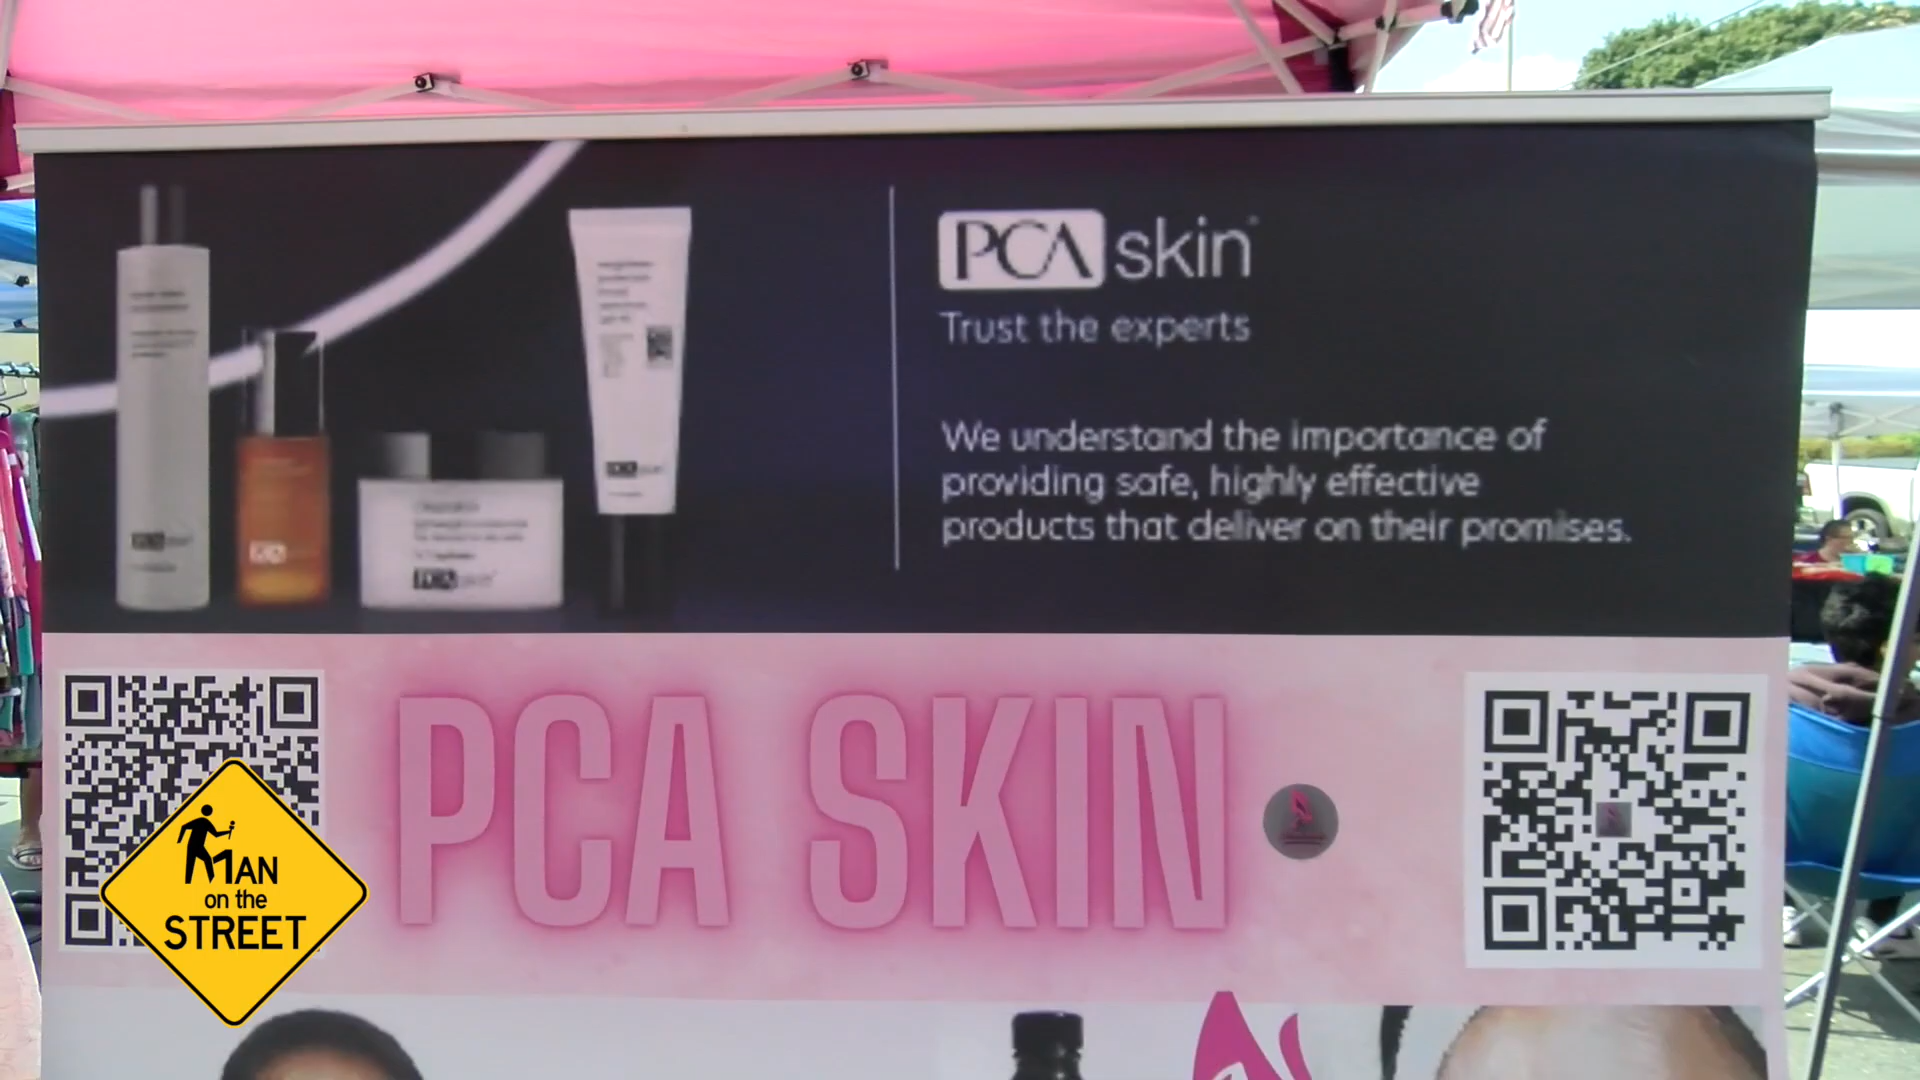 PCA skin
Trust the experts
We understand the importance of
providing safe, highly effective
products that deliver on their promises.
PCA SKIN
MAN
on the
STREET